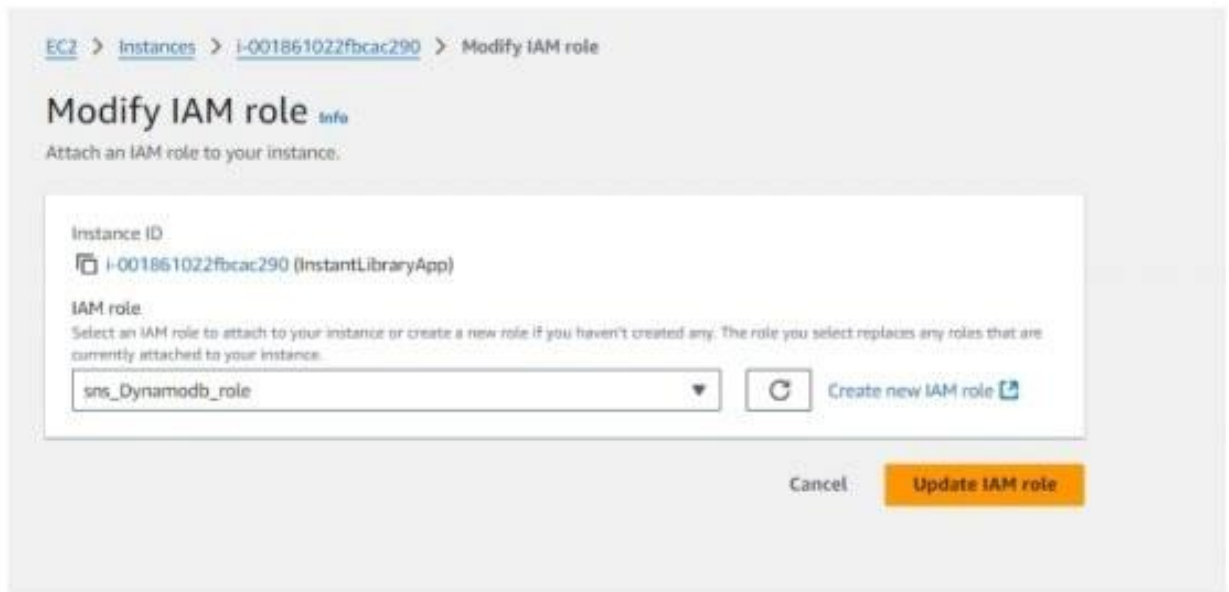 EC2 > Instances > i-001861022fbcac290 > Modify IAM role
Modify IAM role Info
Attach an IAM role to your instance.
Instance ID
i-001861022fbcac290 (InstantLibraryApp)
IAM role
Select an IAM role to attach to your instance or create a new role if you haven't created any. The role you select replaces any roles that are
currently attached to your instance.
sns_Dynamodb_role
Create new IAM role
Cancel
Update IAM role